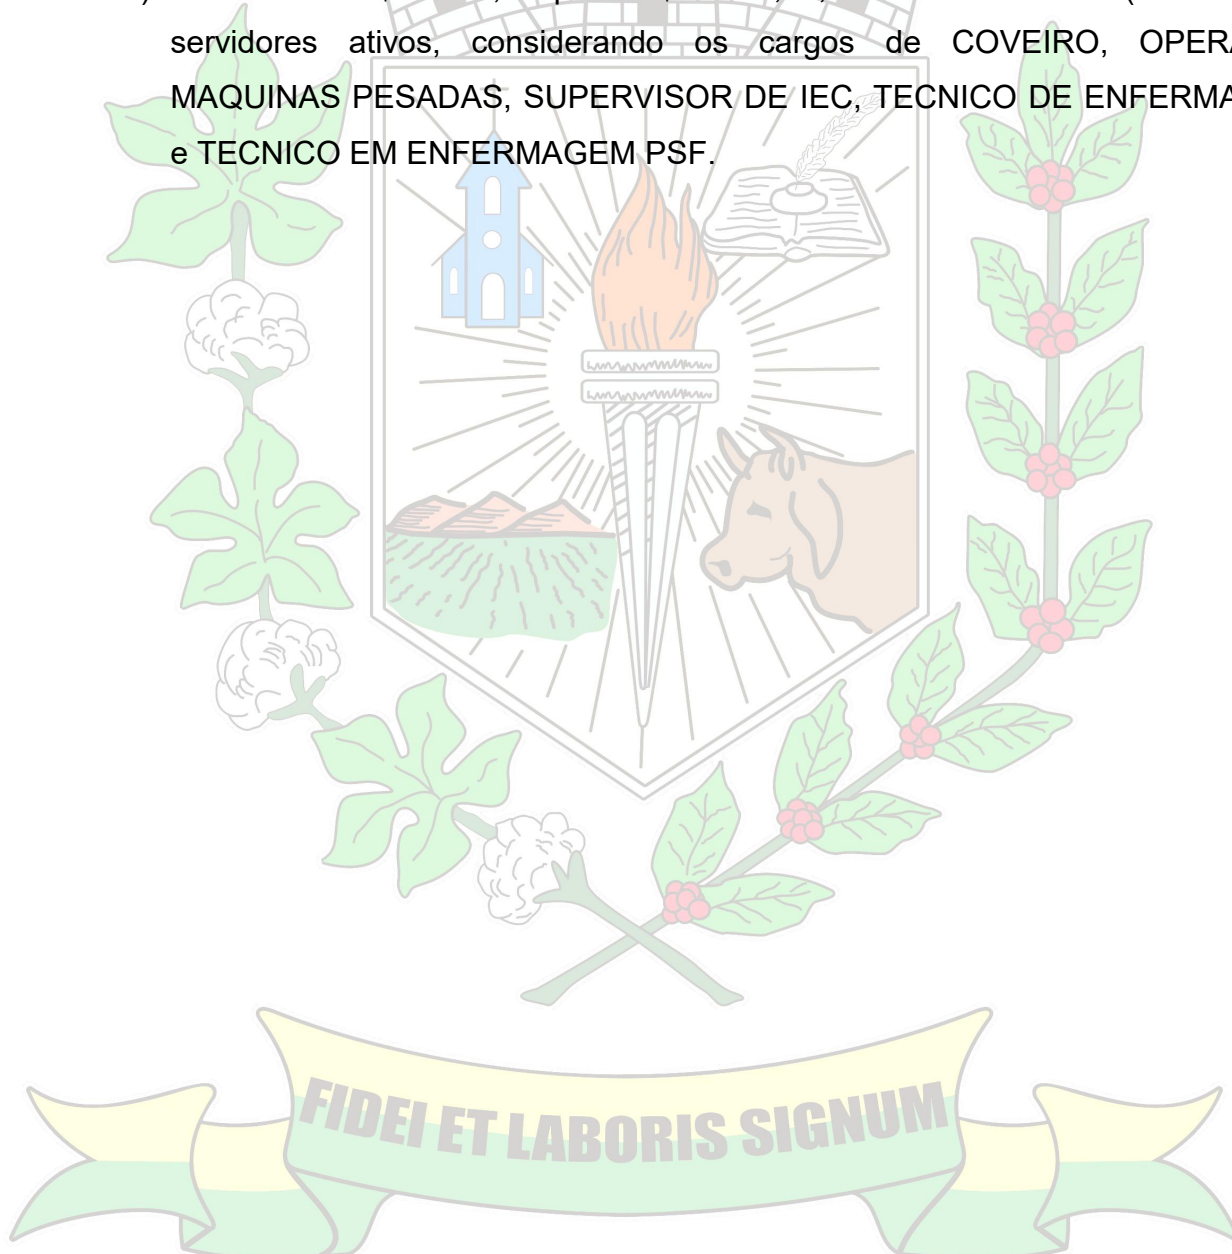 servidores ativos, considerando os cargos de COVEIRO,
MAQUINAS PESADAS, SUPERVISOR DE IEC, TECNICO DE
e TECNICO EM ENFERMAGEM PSF.
FIDEI ET LABORIS SIGNUM